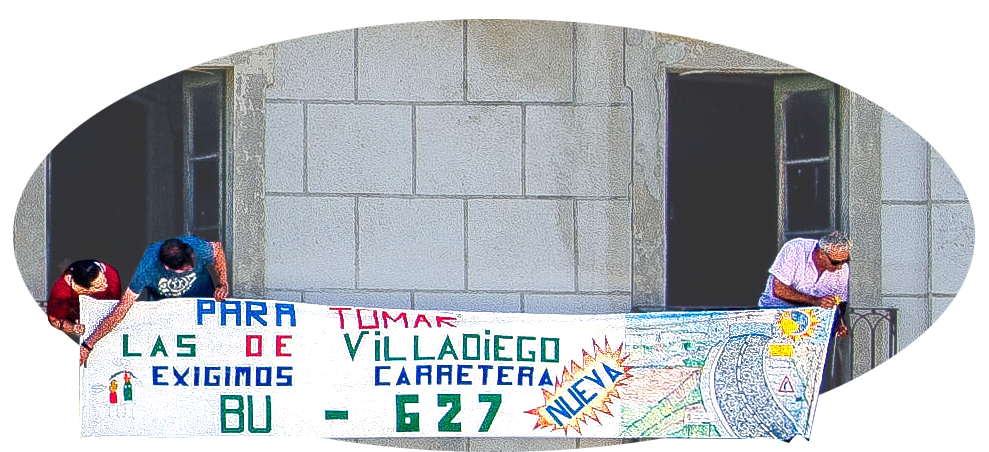 PARA TOMAR
LAS DE VILLADIEGO
EXIGIMOS CARRETERA
NUEVA
BU - 627